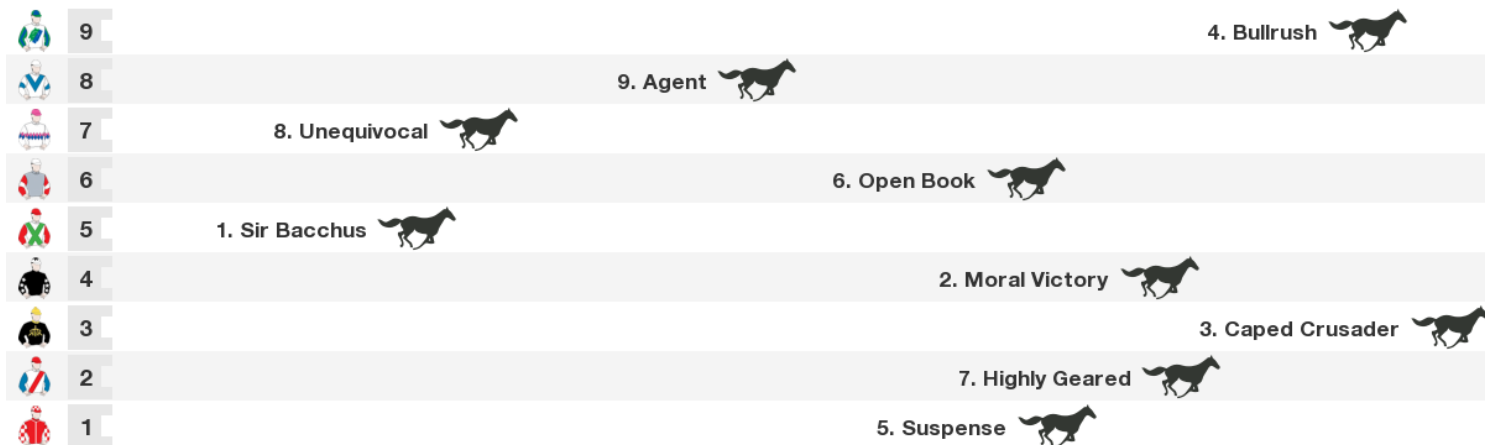 9 4. Bullrush
8 9. Agent
7 8. Unequivocal
6 6. Open Book
5 1. Sir Bacchus
4 2. Moral Victory
3 3. Caped Crusader
2 7. Highly Geared
1 5. Suspense